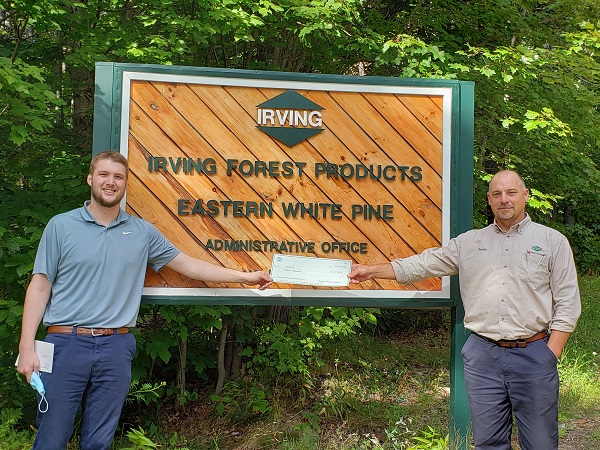 IRVING
IRVING FOREST PRODUCTS
EASTERN WHITE PINE
ADMINISTRATIVE OFFICE